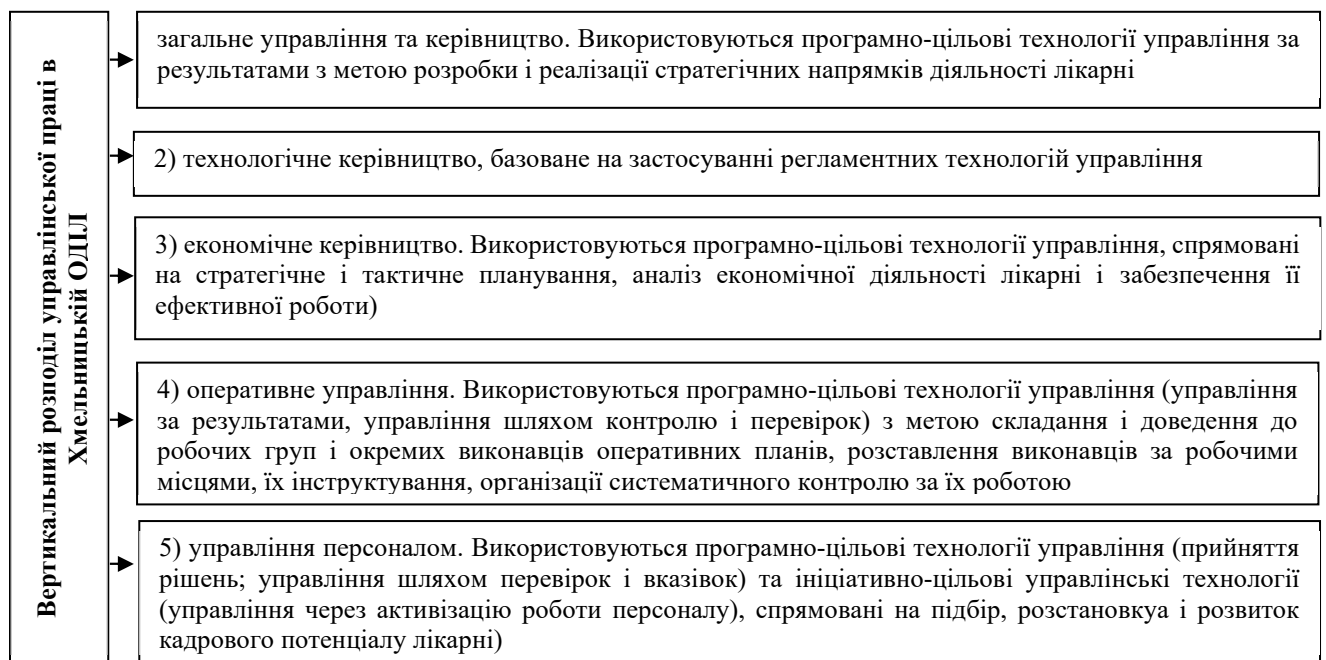 Вертикальний розподіл управлінської праці в
Хмельницькій ОДІЛ
загальне управління та керівництво. Використовуються програмно-цільові технології управління за
результатами з метою розробки і реалізації стратегічних напрямків діяльності лікарні
2) технологічне керівництво, базоване на застосуванні регламентних технологій управління
3) економічне керівництво. Використовуються програмно-цільові технології управління, спрямовані
на стратегічне і тактичне планування, аналіз економічної діяльності лікарні і забезпечення її
ефективної роботи)
4) оперативне управління. Використовуються програмно-цільові технології управління (управління
за результатами, управління шляхом контролю і перевірок) з метою складання і доведення до
робочих груп і окремих виконавців оперативних планів, розставлення виконавців за робочими
місцями, їх інструктування, організації систематичного контролю за їх роботою
5) управління персоналом. Використовуються програмно-цільові технології управління (прийняття
рішень; управління шляхом перевірок і вказівок) та ініціативно-цільові управлінські технології
(управління через активізацію роботи персоналу), спрямовані на підбір, розстановкуа і розвиток
кадрового потенціалу лікарні)